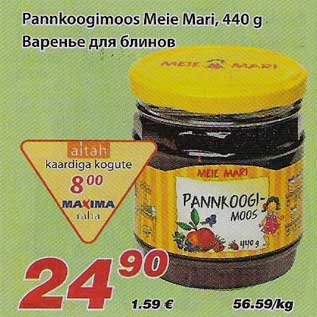 Pannkoogimoos Meie Mari, 440 g
Варенье для блинов
MEIE MARI
aitäh
kaardiga kogute
8.00
MAXIMA
raha
MEIE MARI
PANNKOOGI-
MOOS
440 g
24.90
1.59 €
56.59/kg